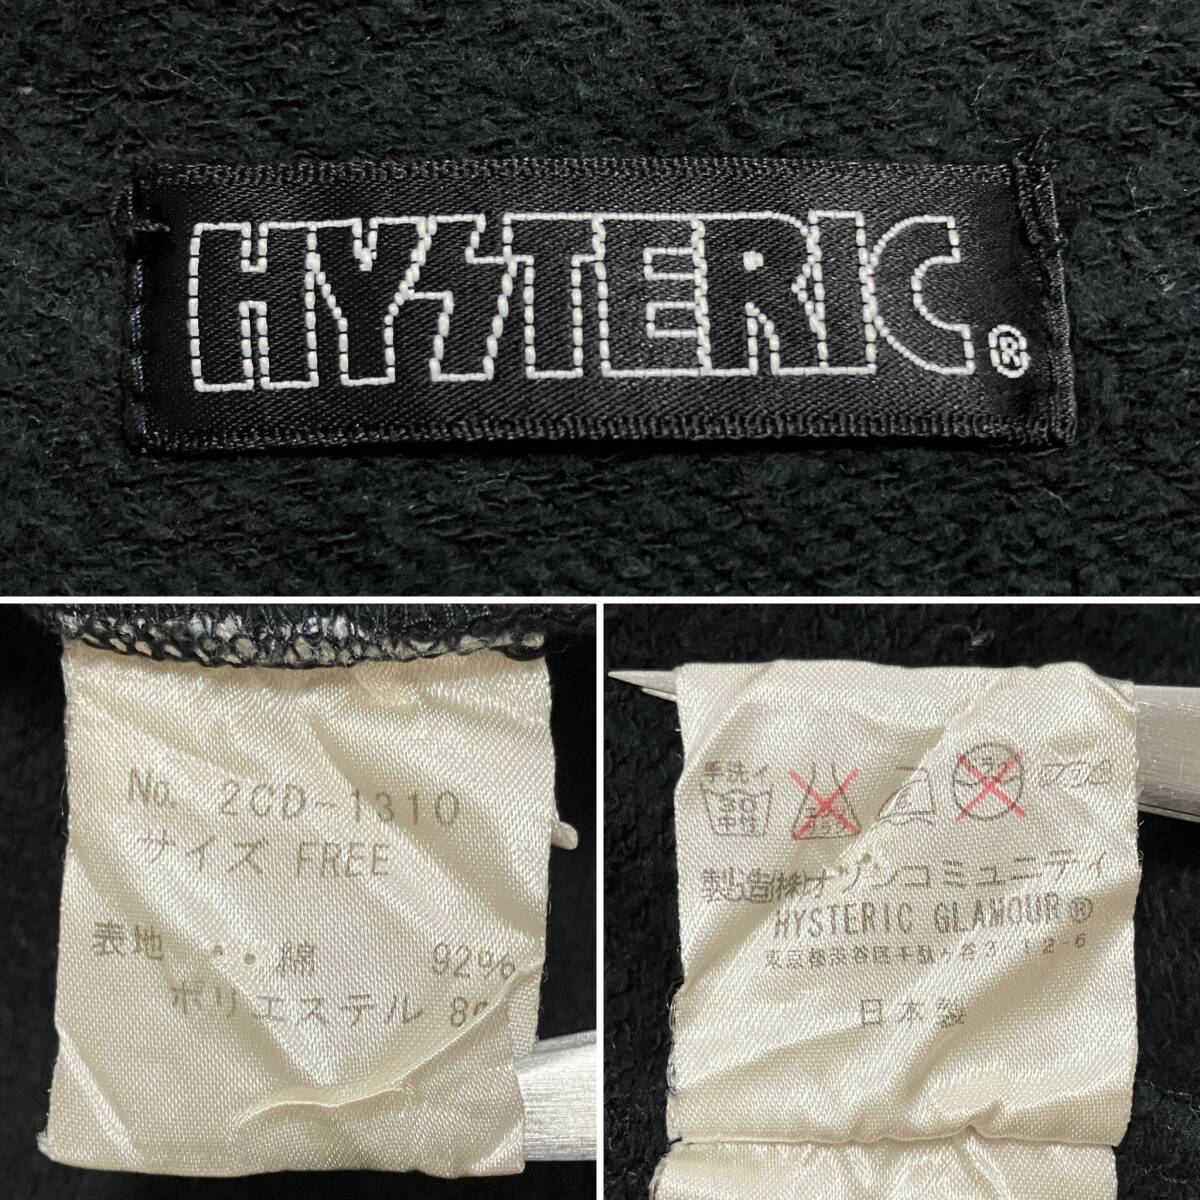 HYSTERIC®
No. 2CD-1310
サイズ FREE
表地 ・・ 綿 92%
ポリエステル 8
手洗イ
30
中性
製造(株)オゾンコミュニティ
HYSTERIC GLAMOUR®
東京都渋谷区千駄ヶ谷3-12-6
日本製